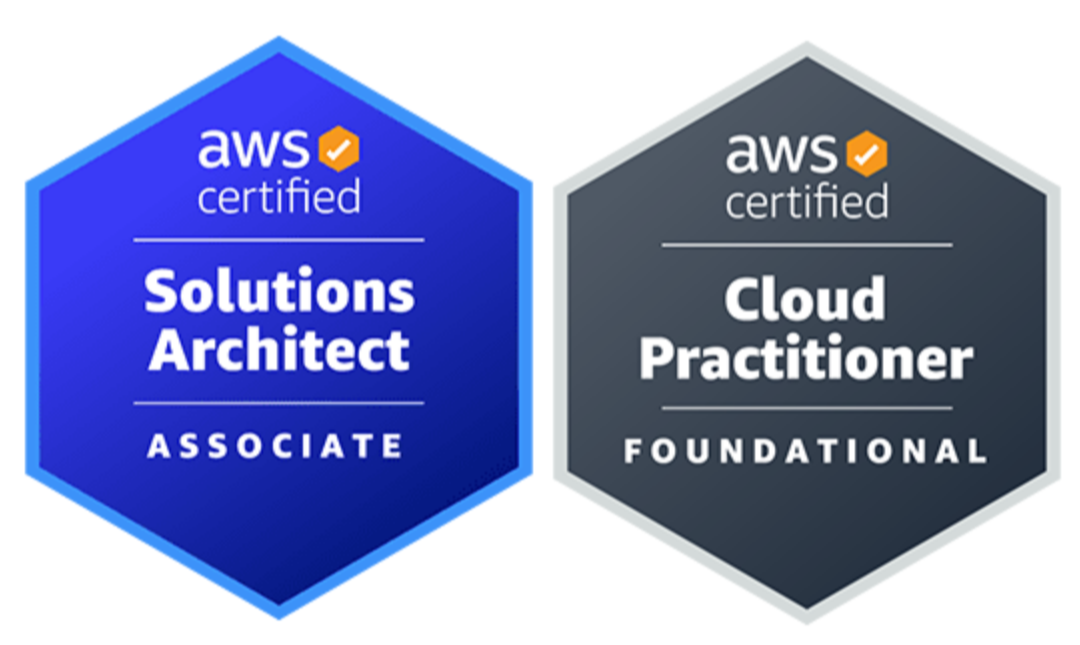 aws
certified
Solutions
Architect
ASSOCIATE
aws
certified
Cloud
Practitioner
FOUNDATIONAL